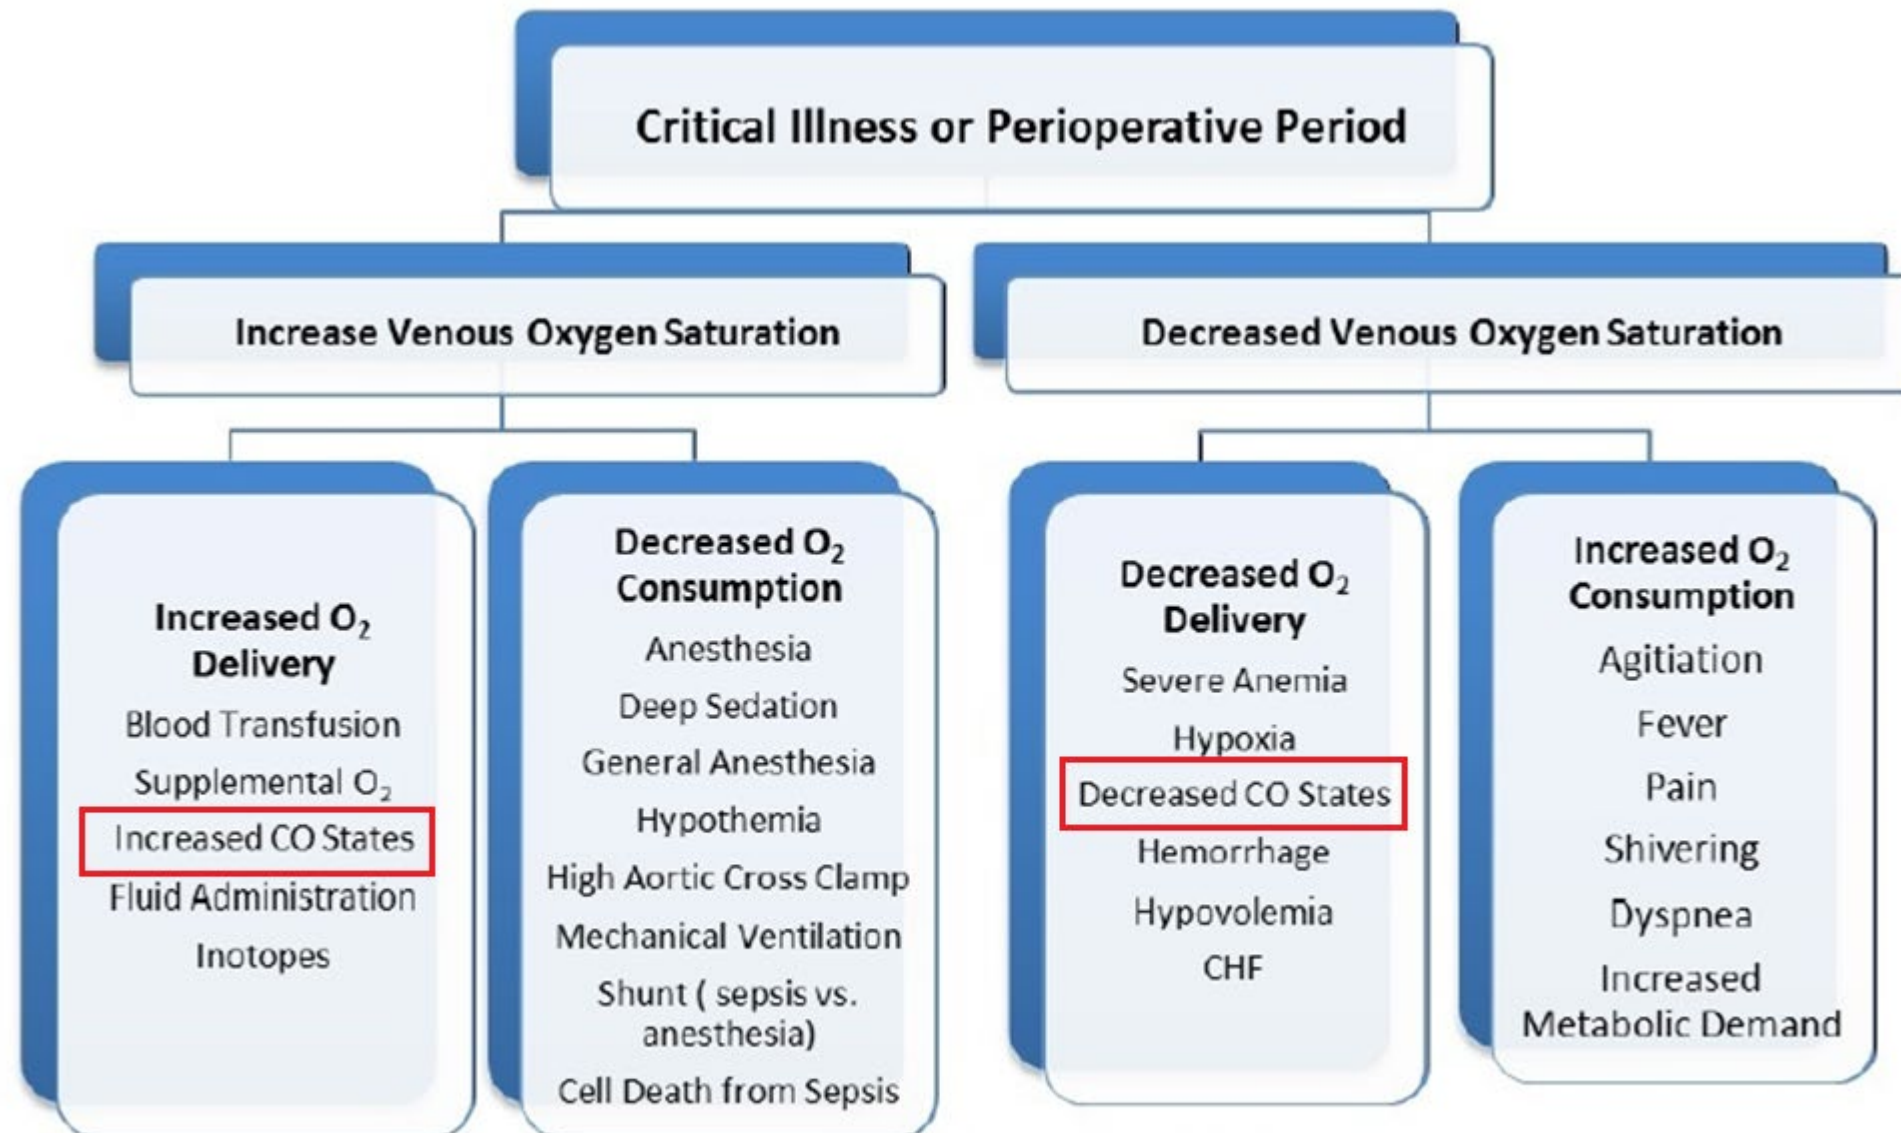 Critical Illness or Perioperative Period
Increase Venous Oxygen Saturation
Decreased Venous Oxygen Saturation
Increased O₂
Delivery
Blood Transfusion
Supplemental O₂
Increased CO States
Fluid Administration
Inotopes
Decreased O₂
Consumption
Anesthesia
Deep Sedation
General Anesthesia
Hypothemia
High Aortic Cross Clamp
Mechanical Ventilation
Shunt ( sepsis vs.
anesthesia)
Cell Death from Sepsis
Decreased O₂
Delivery
Severe Anemia
Hypoxia
Decreased CO States
Hemorrhage
Hypovolemia
CHF
Increased O₂
Consumption
Agitiation
Fever
Pain
Shivering
Dyspnea
Increased
Metabolic Demand